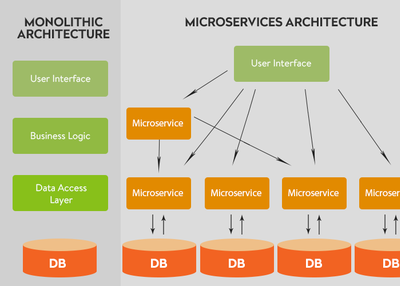 MONOLITHIC
ARCHITECTURE
User Interface
Business Logic
Data Access
Layer
DB
MICROSERVICES ARCHITECTURE
User Interface
Microservice
Microservice
Microservice
Microservice
Microser
DB
DB
DB
DB